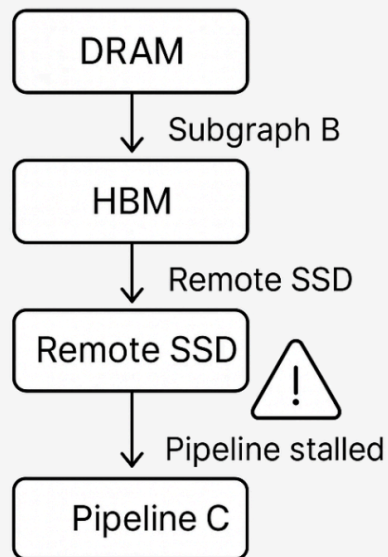 DRAM
Subgraph B
HBM
Remote SSD
Remote SSD
!
Pipeline stalled
Pipeline C